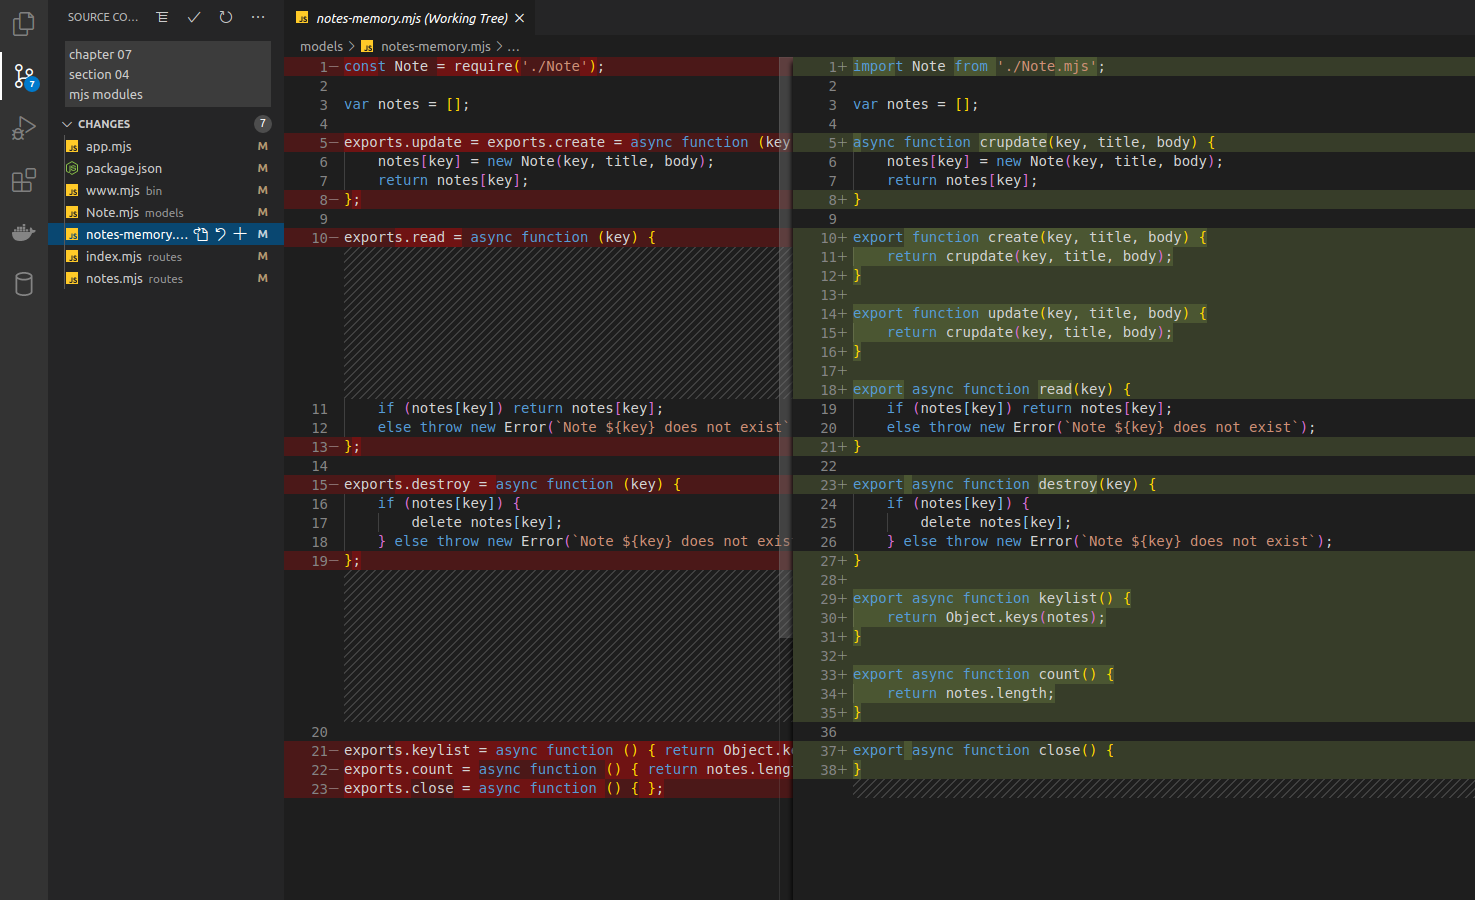 SOURCE CO...
chapter 07
section 04
mjs modules
CHANGES 7
app.mjs M
package.json M
www.mjs bin M
Note.mjs models M
notes-memory.... M
index.mjs routes M
notes.mjs routes M
7
JS notes-memory.mjs (Working Tree) ×
models > JS notes-memory.mjs > ...
1— const Note = require('./Note');
2
3 var notes = [];
4
5— exports.update = exports.create = async function (key
6 notes[key] = new Note(key, title, body);
7 return notes[key];
8— };
9
10— exports.read = async function (key) {
11 if (notes[key]) return notes[key];
12 else throw new Error(`Note ${key} does not exist`
13— };
14
15— exports.destroy = async function (key) {
16 if (notes[key]) {
17 delete notes[key];
18 } else throw new Error(`Note ${key} does not exis
19— };
20
21— exports.keylist = async function () { return Object.k
22— exports.count = async function () { return notes.leng
23— exports.close = async function () { };
1+ import Note from './Note.mjs';
2
3 var notes = [];
4
5+ async function crupdate(key, title, body) {
6 notes[key] = new Note(key, title, body);
7 return notes[key];
8+ }
9
10+ export function create(key, title, body) {
11+ return crupdate(key, title, body);
12+ }
13+
14+ export function update(key, title, body) {
15+ return crupdate(key, title, body);
16+ }
17+
18+ export async function read(key) {
19 if (notes[key]) return notes[key];
20 else throw new Error(`Note ${key} does not exist`);
21+ }
22
23+ export async function destroy(key) {
24 if (notes[key]) {
25 delete notes[key];
26 } else throw new Error(`Note ${key} does not exist`);
27+ }
28+
29+ export async function keylist() {
30+ return Object.keys(notes);
31+ }
32+
33+ export async function count() {
34+ return notes.length;
35+ }
36
37+ export async function close() {
38+ }